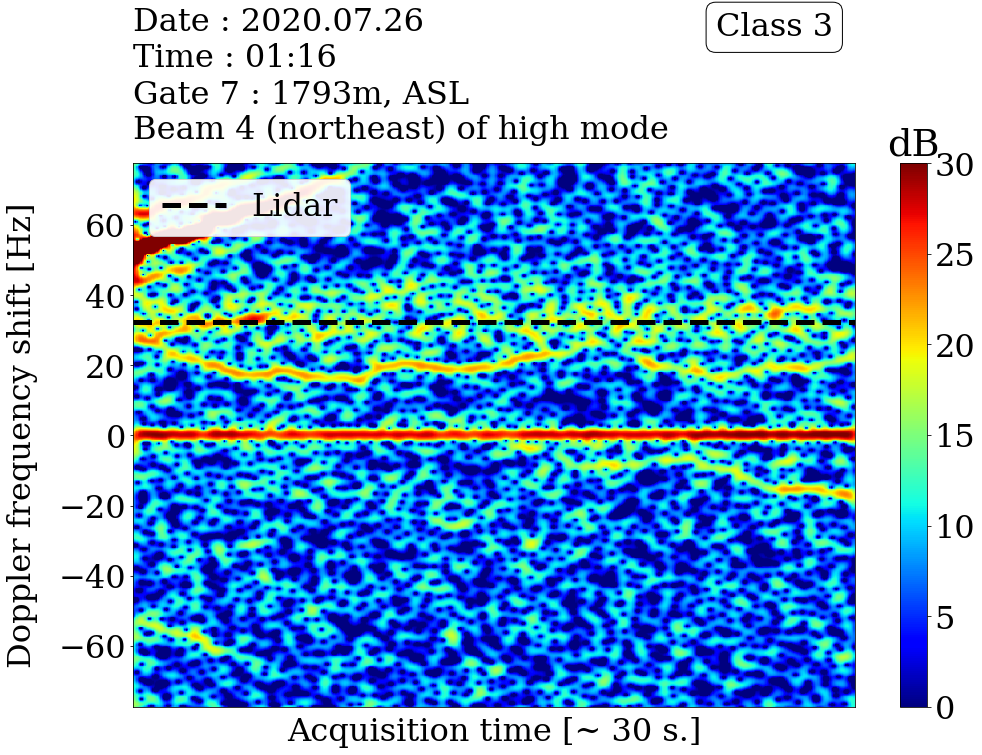 Date : 2020.07.26
Time : 01:16
Gate 7 : 1793m, ASL
Beam 4 (northeast) of high mode
Class 3
dB
Lidar
Doppler frequency shift [Hz]
60
40
20
0
−20
−40
−60
30
25
20
15
10
5
0
Acquisition time [~ 30 s.]